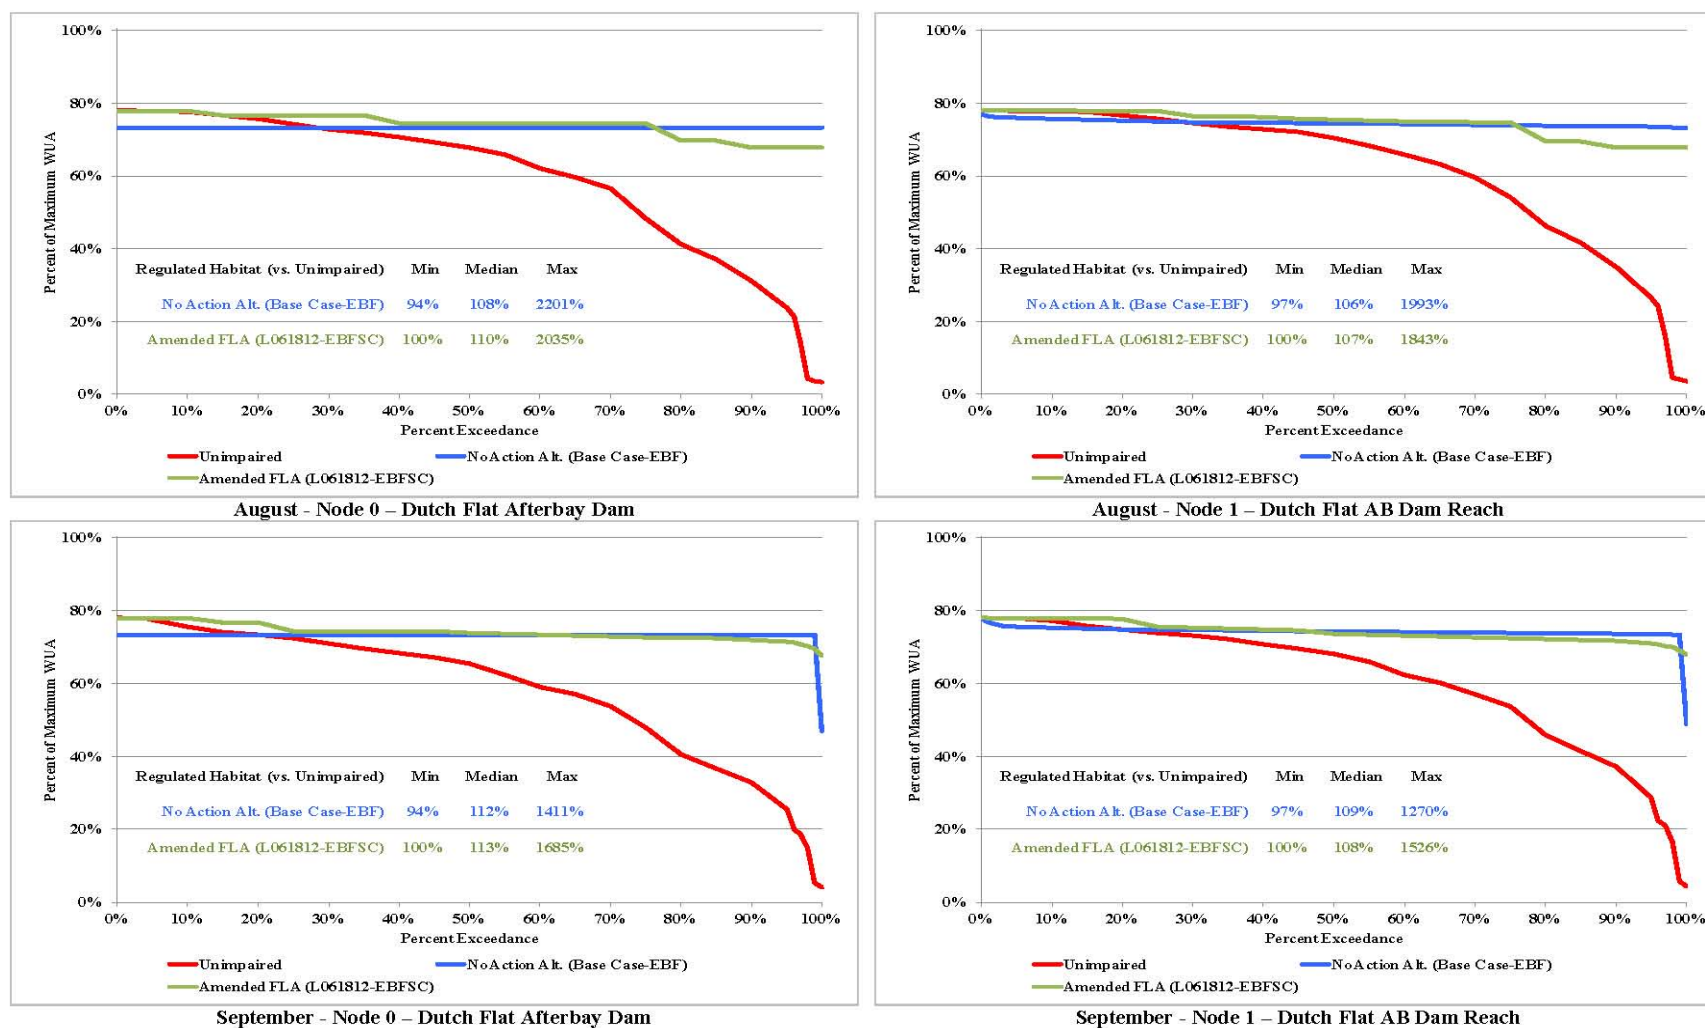 100%
80%
60%
40%
20%
0%
Percent of Maximum WUA
Regulated Habitat (vs. Unimpaired) Min Median Max
No Action Alt. (Base Case-EBF) 94% 108% 2201%
Amended FLA (L061812-EBFSC) 100% 110% 2035%
0% 10% 20% 30% 40% 50% 60% 70% 80% 90% 100%
Percent Exceedance
Unimpaired No Action Alt. (Base Case-EBF)
Amended FLA (L061812-EBFSC)
August - Node 0 – Dutch Flat Afterbay Dam
100%
80%
60%
40%
20%
0%
Percent of Maximum WUA
Regulated Habitat (vs. Unimpaired) Min Median Max
No Action Alt. (Base Case-EBF) 97% 106% 1993%
Amended FLA (L061812-EBFSC) 100% 107% 1843%
0% 10% 20% 30% 40% 50% 60% 70% 80% 90% 100%
Percent Exceedance
Unimpaired No Action Alt. (Base Case-EBF)
Amended FLA (L061812-EBFSC)
August - Node 1 – Dutch Flat AB Dam Reach
100%
80%
60%
40%
20%
0%
Percent of Maximum WUA
Regulated Habitat (vs. Unimpaired) Min Median Max
No Action Alt. (Base Case-EBF) 94% 112% 1411%
Amended FLA (L061812-EBFSC) 100% 113% 1685%
0% 10% 20% 30% 40% 50% 60% 70% 80% 90% 100%
Percent Exceedance
Unimpaired No Action Alt. (Base Case-EBF)
Amended FLA (L061812-EBFSC)
September - Node 0 – Dutch Flat Afterbay Dam
100%
80%
60%
40%
20%
0%
Percent of Maximum WUA
Regulated Habitat (vs. Unimpaired) Min Median Max
No Action Alt. (Base Case-EBF) 97% 109% 1270%
Amended FLA (L061812-EBFSC) 100% 108% 1526%
0% 10% 20% 30% 40% 50% 60% 70% 80% 90% 100%
Percent Exceedance
Unimpaired No Action Alt. (Base Case-EBF)
Amended FLA (L061812-EBFSC)
September - Node 1 – Dutch Flat AB Dam Reach